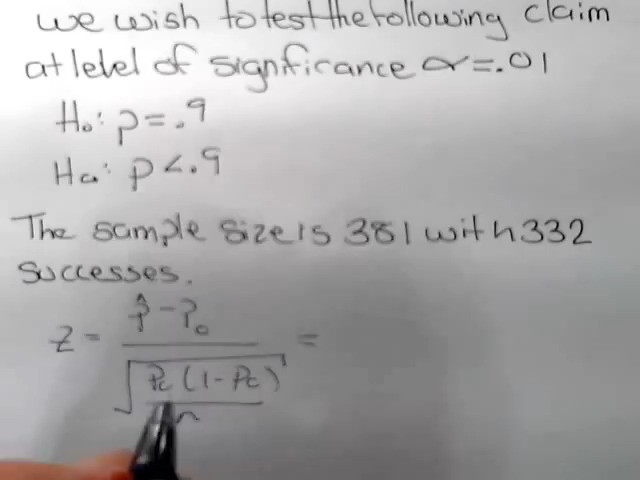 we wish to test the following claim
at level of significance α = .01
H₀: p = .9
Ha: p < .9
The sample size is 381 with 332
successes.
z = (p̂ - p₀) / √(p₀(1 - p₀) / n) =